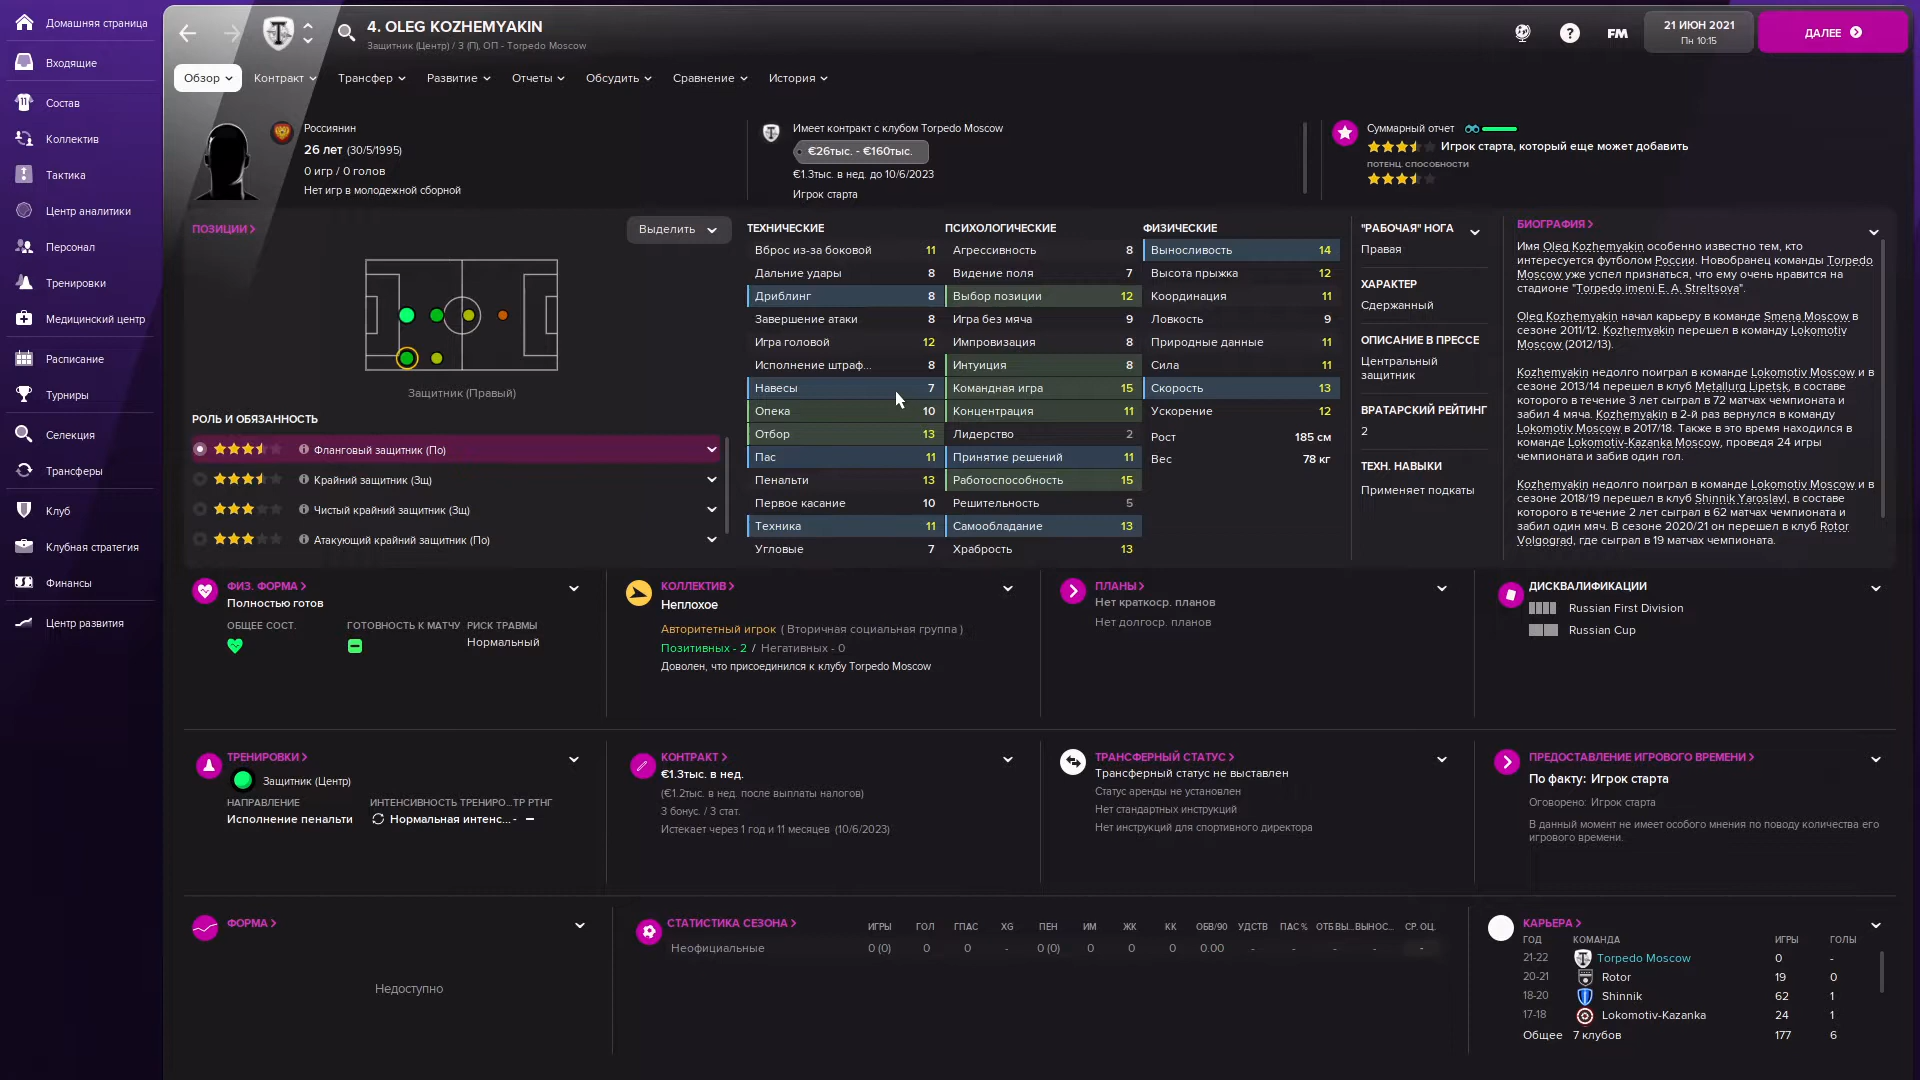 Домашняя страница
Входящие
Состав
Коллектив
Тактика
Центр аналитики
Персонал
Тренировки
Медицинский центр
Расписание
Турниры
Селекция
Трансферы
Клуб
Клубная стратегия
Финансы
Центр развития
4. OLEG KOZHEMYAKIN
Защитник (Центр) / З (П), ОП - Torpedo Moscow
FM
21 ИЮН 2021
Пн 10:15
ДАЛЕЕ
Обзор Контракт Трансфер Развитие Отчеты Обсудить Сравнение История
Россиянин
26 лет (30/5/1995)
0 игр / 0 голов
Нет игр в молодежной сборной
Имеет контракт с клубом Torpedo Moscow
€26тыс. - €160тыс.
€1.3тыс. в нед. до 10/6/2023
Игрок старта
Суммарный отчет
Игрок старта, который еще может добавить
ПОТЕНЦ. СПОСОБНОСТИ
ПОЗИЦИИ
Выделить
Защитник (Правый)
РОЛЬ И ОБЯЗАННОСТЬ
Фланговый защитник (По)
Крайний защитник (Зщ)
Чистый крайний защитник (Зщ)
Атакующий крайний защитник (По)
ТЕХНИЧЕСКИЕ
Вброс из-за боковой 11
Дальние удары 8
Дриблинг 8
Завершение атаки 8
Игра головой 12
Исполнение штраф... 8
Навесы 7
Опека 10
Отбор 13
Пас 11
Пенальти 13
Первое касание 10
Техника 11
Угловые 7
ПСИХОЛОГИЧЕСКИЕ
Агрессивность 8
Видение поля 7
Выбор позиции 12
Игра без мяча 9
Импровизация 8
Интуиция 8
Командная игра 15
Концентрация 11
Лидерство 2
Принятие решений 11
Работоспособность 15
Решительность 5
Самообладание 13
Храбрость 13
ФИЗИЧЕСКИЕ
Выносливость 14
Высота прыжка 12
Координация 11
Ловкость 9
Природные данные 11
Сила 11
Скорость 13
Ускорение 12
Рост 185 см
Вес 78 кг
"РАБОЧАЯ" НОГА
Правая
ХАРАКТЕР
Сдержанный
ОПИСАНИЕ В ПРЕССЕ
Центральный
защитник
ВРАТАРСКИЙ РЕЙТИНГ
2
ТЕХН. НАВЫКИ
Применяет подкаты
БИОГРАФИЯ
Имя Oleg Kozhemyakin особенно известно тем, кто
интересуется футболом России. Новобранец команды Torpedo
Moscow уже успел признаться, что ему очень нравится на
стадионе "Torpedo imeni E. A. Streltsova".
Oleg Kozhemyakin начал карьеру в команде Smena Moscow в
сезоне 2011/12. Kozhemyakin перешел в команду Lokomotiv
Moscow (2012/13).
Kozhemyakin недолго поиграл в команде Lokomotiv Moscow и в
сезоне 2013/14 перешел в клуб Metallurg Lipetsk, в составе
которого в течение 3 лет сыграл в 72 матчах чемпионата и
забил 4 мяча. Kozhemyakin в 2-й раз вернулся в команду
Lokomotiv Moscow в 2017/18. Также в это время находился в
команде Lokomotiv-Kazanka Moscow, проведя 24 игры
чемпионата и забив один гол.
Kozhemyakin недолго поиграл в команде Lokomotiv Moscow и в
сезоне 2018/19 перешел в клуб Shinnik Yaroslavl, в составе
которого в течение 2 лет сыграл в 62 матчах чемпионата и
забил один мяч. В сезоне 2020/21 он перешел в клуб Rotor
Volgograd, где сыграл в 19 матчах чемпионата.
ФИЗ. ФОРМА
Полностью готов
ОБЩЕЕ СОСТ. ГОТОВНОСТЬ К МАТЧУ РИСК ТРАВМЫ
Нормальный
КОЛЛЕКТИВ
Неплохое
Авторитетный игрок ( Вторичная социальная группа )
Позитивных - 2 / Негативных - 0
Доволен, что присоединился к клубу Torpedo Moscow
ПЛАНЫ
Нет краткоср. планов
Нет долгоср. планов
ДИСКВАЛИФИКАЦИИ
Russian First Division
Russian Cup
ТРЕНИРОВКИ
Защитник (Центр)
НАПРАВЛЕНИЕ ИНТЕНСИВНОСТЬ ТРЕНИРО... ТР РТНГ
Исполнение пенальти Нормальная интенс... -
КОНТРАКТ
€1.3тыс. в нед.
(€1.2тыс. в нед. после выплаты налогов)
3 бонус. / 3 стат.
Истекает через 1 год и 11 месяцев (10/6/2023)
ТРАНСФЕРНЫЙ СТАТУС
Трансферный статус не выставлен
Статус аренды не установлен
Нет стандартных инструкций
Нет инструкций для спортивного директора
ПРЕДОСТАВЛЕНИЕ ИГРОВОГО ВРЕМЕНИ
По факту: Игрок старта
Оговорено: Игрок старта
В данный момент не имеет особого мнения по поводу количества его
игрового времени.
ФОРМА
Недоступно
СТАТИСТИКА СЕЗОНА ИГРЫ ГОЛ ГПАС XG ПЕН ИМ ЖК КК ОБВ/90 УДСТВ ПАС % ОТБ ВЫ... ВЫНОС... СР. ОЦ.
Неофициальные 0 (0) 0 0 - 0 (0) 0 0 0 0.00 - - - - -
КАРЬЕРА
ГОД КОМАНДА ИГРЫ ГОЛЫ
21-22 Torpedo Moscow 0 -
20-21 Rotor 19 0
18-20 Shinnik 62 1
17-18 Lokomotiv-Kazanka 24 1
Общее 7 клубов 177 6